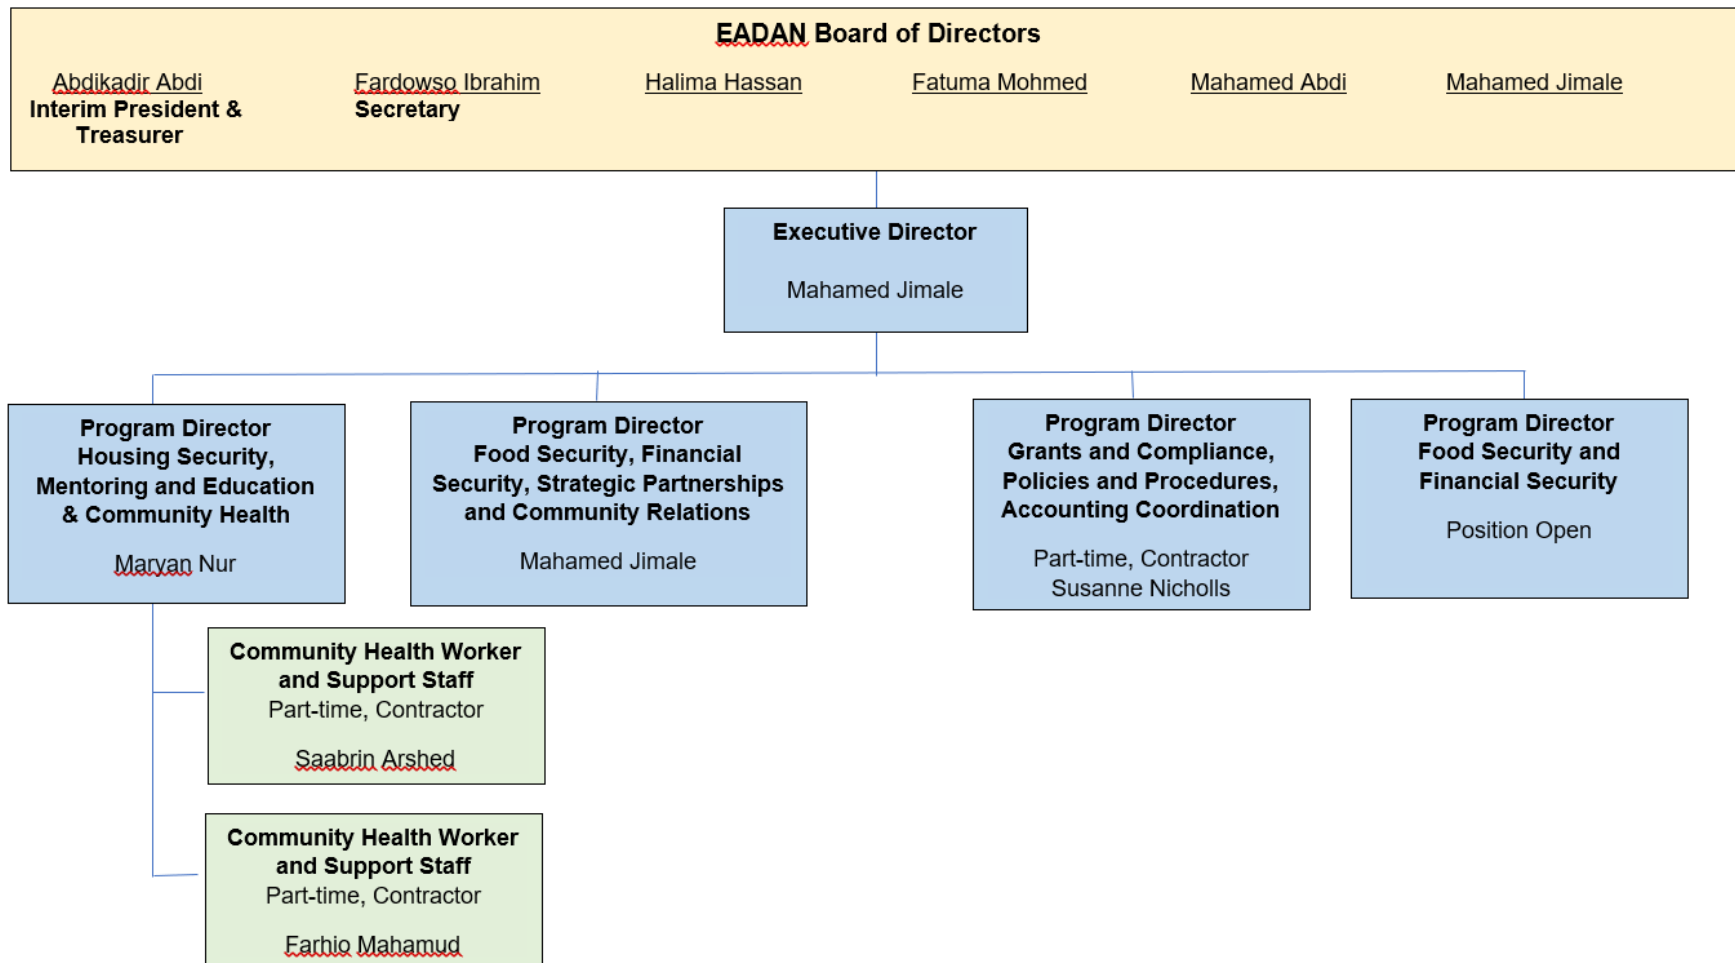 EADAN Board of Directors
Abdikadir Abdi
Interim President &
Treasurer
Fardowso Ibrahim
Secretary
Halima Hassan
Fatuma Mohmed
Mahamed Abdi
Mahamed Jimale
Executive Director
Mahamed Jimale
Program Director
Housing Security,
Mentoring and Education
& Community Health
Maryan Nur
Program Director
Food Security, Financial
Security, Strategic Partnerships
and Community Relations
Mahamed Jimale
Program Director
Grants and Compliance,
Policies and Procedures,
Accounting Coordination
Part-time, Contractor
Susanne Nicholls
Program Director
Food Security and
Financial Security
Position Open
Community Health Worker
and Support Staff
Part-time, Contractor
Saabrin Arshed
Community Health Worker
and Support Staff
Part-time, Contractor
Farhio Mahamud